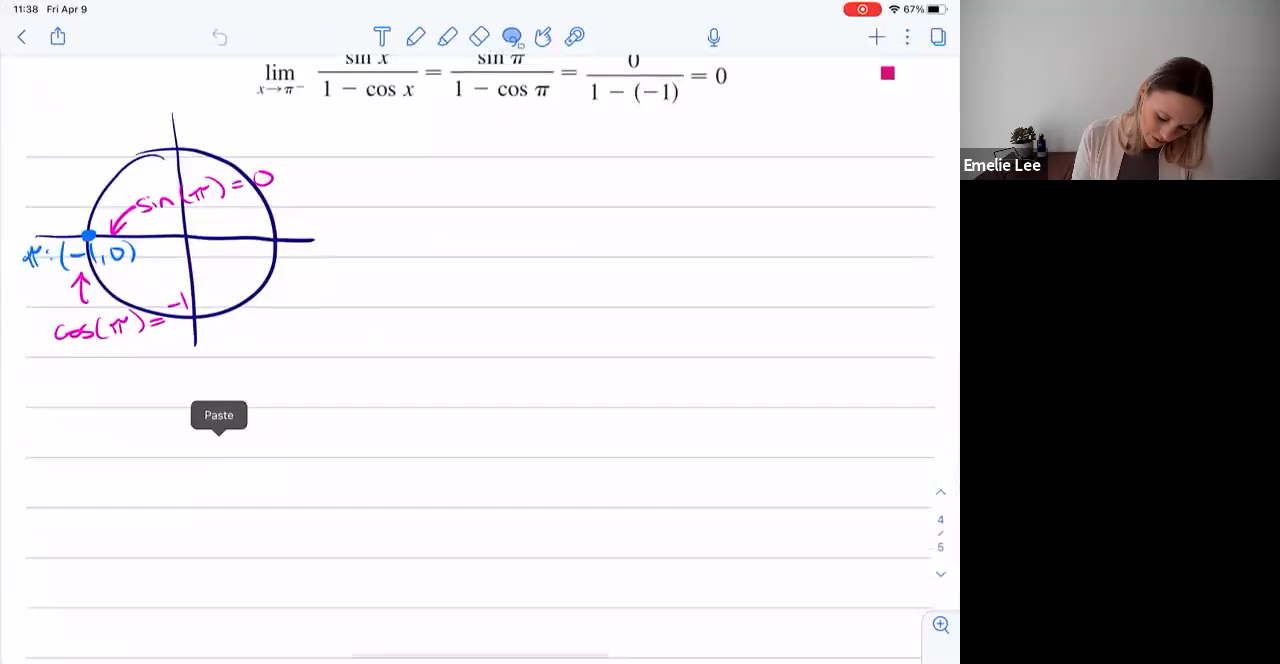 11:38 Fri Apr 9
67%
lim x→π⁻ sin x / 1 − cos x = sin π / 1 − cos π = 0 / 1 − (−1) = 0
sin(π) = 0
π: (−1, 0)
cos(π) = −1
Paste
4
/
5
Emelie Lee